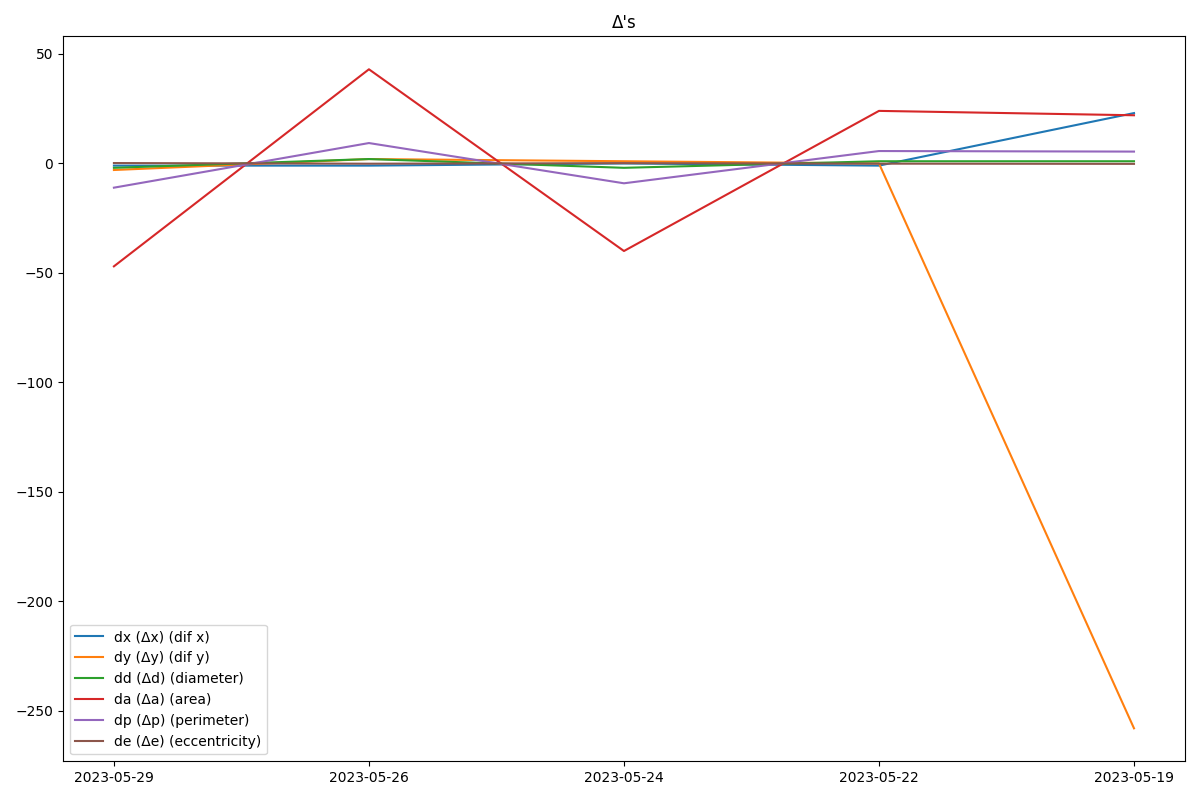 Δ's
50
0
−50
−100
−150
−200
−250
dx (Δx) (dif x)
dy (Δy) (dif y)
dd (Δd) (diameter)
da (Δa) (area)
dp (Δp) (perimeter)
de (Δe) (eccentricity)
2023-05-29 2023-05-26 2023-05-24 2023-05-22 2023-05-19